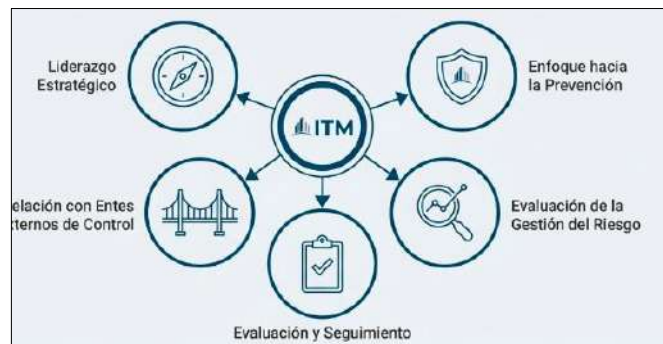 Liderazgo
Estratégico
Enfoque hacia
la Prevención
ITM
elación con Entes
xternos de Control
Evaluación de la
Gestión del Riesgo
Evaluación y Seguimiento